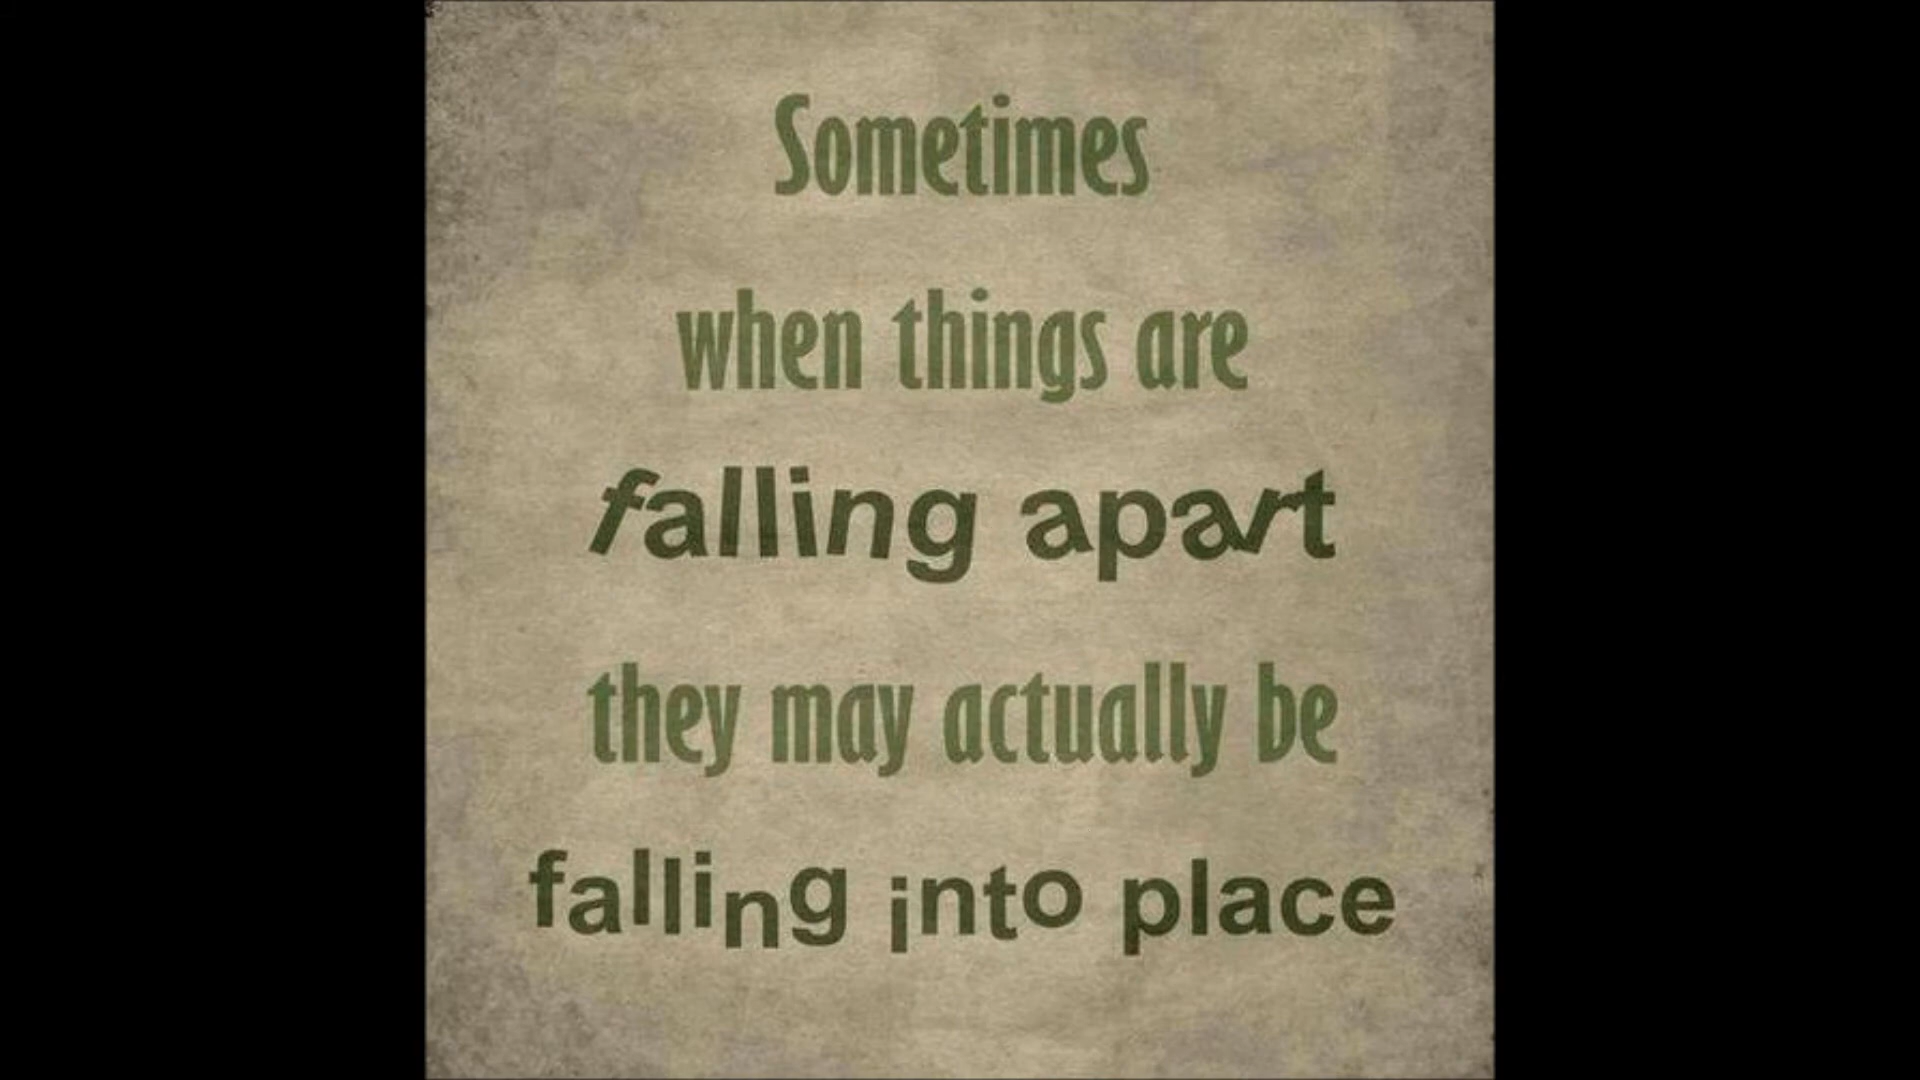 Sometimes
when things are
falling apart
they may actually be
falling into place